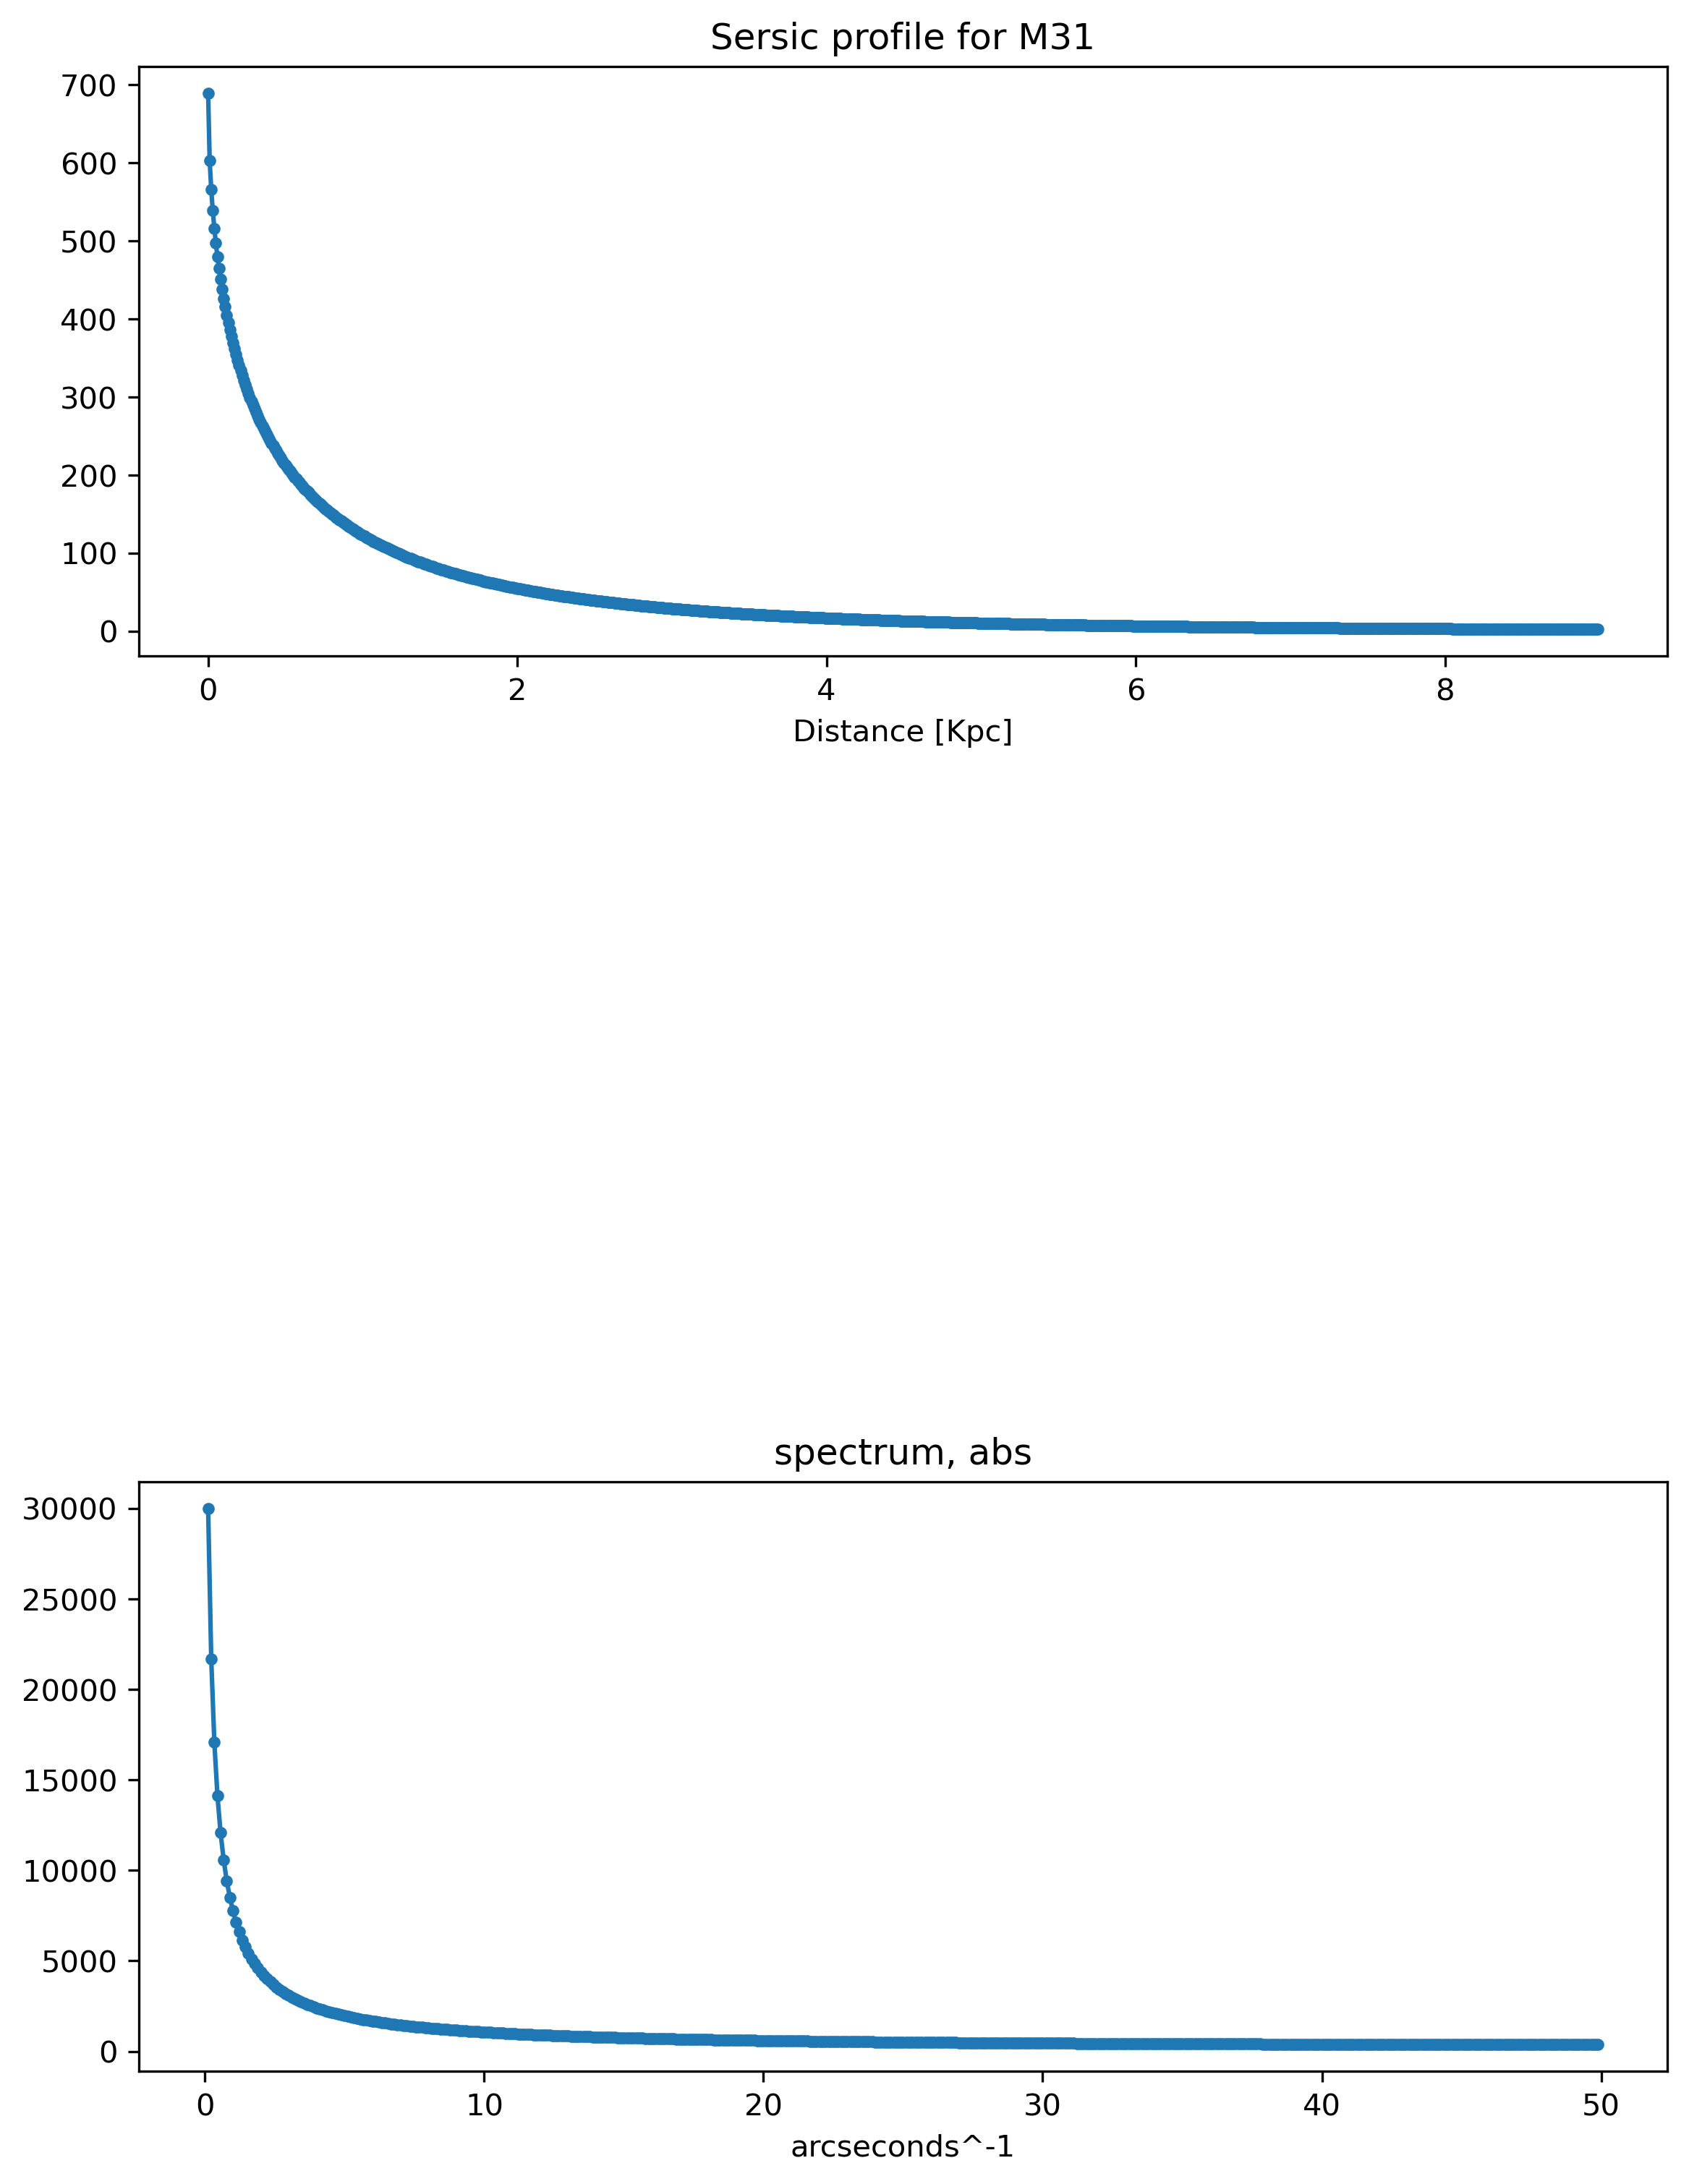 Sersic profile for M31
700
600
500
400
300
200
100
0
0 2 4 6 8
Distance [Kpc]
spectrum, abs
30000
25000
20000
15000
10000
5000
0
0 10 20 30 40 50
arcseconds^-1